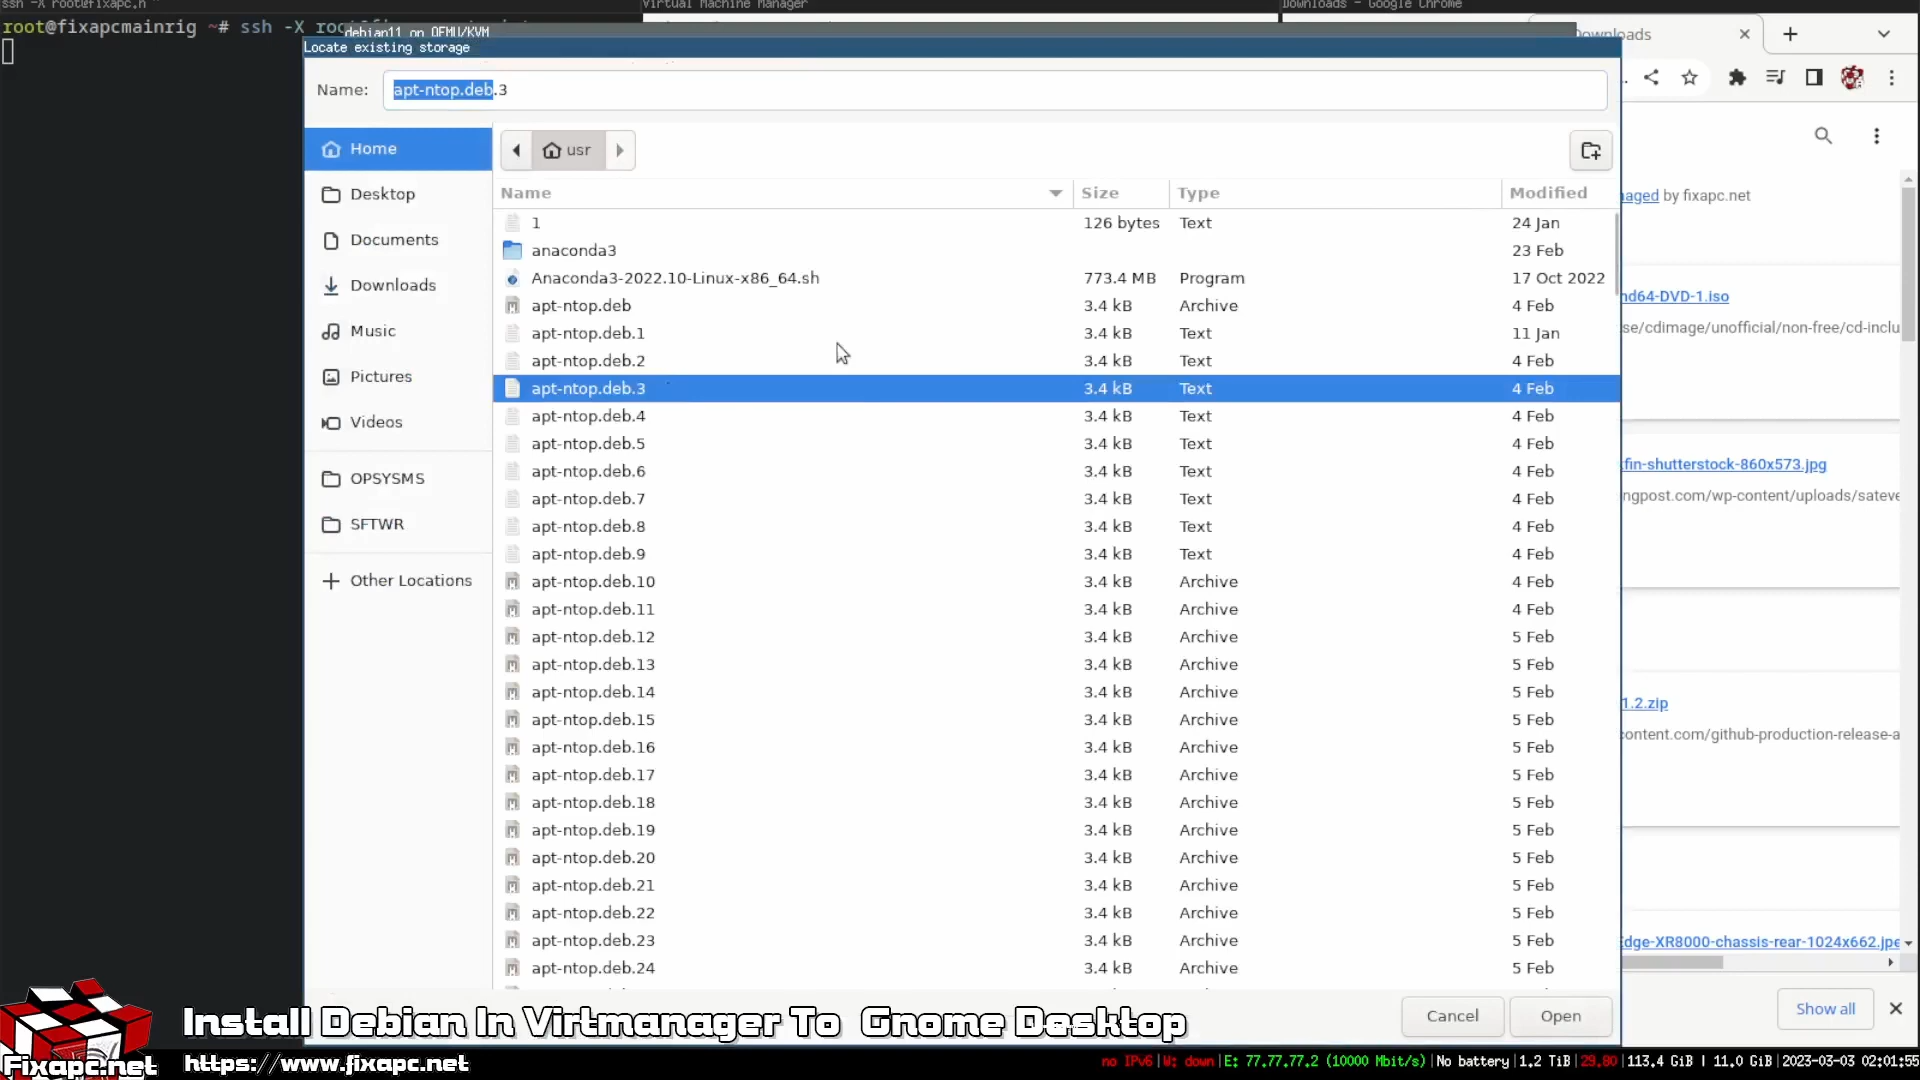 ssh -X root@fixapc.n
Virtual Machine Manager
Downloads - Google Chrome
root@fixapcmainrig ~# ssh -X
debian11 on QEMU/KVM
Locate existing storage
Downloads
Name:
apt-ntop.deb.3
Home
usr
Desktop
Documents
Downloads
Music
Pictures
Videos
OPSYSMS
SFTWR
Other Locations
Name Size Type Modified
1 126 bytes Text 24 Jan
anaconda3 23 Feb
Anaconda3-2022.10-Linux-x86_64.sh 773.4 MB Program 17 Oct 2022
apt-ntop.deb 3.4 kB Archive 4 Feb
apt-ntop.deb.1 3.4 kB Text 11 Jan
apt-ntop.deb.2 3.4 kB Text 4 Feb
apt-ntop.deb.3 3.4 kB Text 4 Feb
apt-ntop.deb.4 3.4 kB Text 4 Feb
apt-ntop.deb.5 3.4 kB Text 4 Feb
apt-ntop.deb.6 3.4 kB Text 4 Feb
apt-ntop.deb.7 3.4 kB Text 4 Feb
apt-ntop.deb.8 3.4 kB Text 4 Feb
apt-ntop.deb.9 3.4 kB Text 4 Feb
apt-ntop.deb.10 3.4 kB Archive 4 Feb
apt-ntop.deb.11 3.4 kB Archive 4 Feb
apt-ntop.deb.12 3.4 kB Archive 5 Feb
apt-ntop.deb.13 3.4 kB Archive 5 Feb
apt-ntop.deb.14 3.4 kB Archive 5 Feb
apt-ntop.deb.15 3.4 kB Archive 5 Feb
apt-ntop.deb.16 3.4 kB Archive 5 Feb
apt-ntop.deb.17 3.4 kB Archive 5 Feb
apt-ntop.deb.18 3.4 kB Archive 5 Feb
apt-ntop.deb.19 3.4 kB Archive 5 Feb
apt-ntop.deb.20 3.4 kB Archive 5 Feb
apt-ntop.deb.21 3.4 kB Archive 5 Feb
apt-ntop.deb.22 3.4 kB Archive 5 Feb
apt-ntop.deb.23 3.4 kB Archive 5 Feb
apt-ntop.deb.24 3.4 kB Archive 5 Feb
Cancel
Open
aged by fixapc.net
nd64-DVD-1.iso
se/cdimage/unofficial/non-free/cd-inclu
fin-shutterstock-860x573.jpg
ngpost.com/wp-content/uploads/sateve
1.2.zip
content.com/github-production-release-a
Edge-XR8000-chassis-rear-1024x662.jpe
Show all
Install Debian In Virtmanager To Gnome Desktop
Fixapc.net
https://www.fixapc.net
no IPv6|W: down|E: 77.77.77.2 (10000 Mbit/s)|No battery|1.2 TiB|29.80|113.4 GiB | 11.0 GiB|2023-03-03 02:01:55